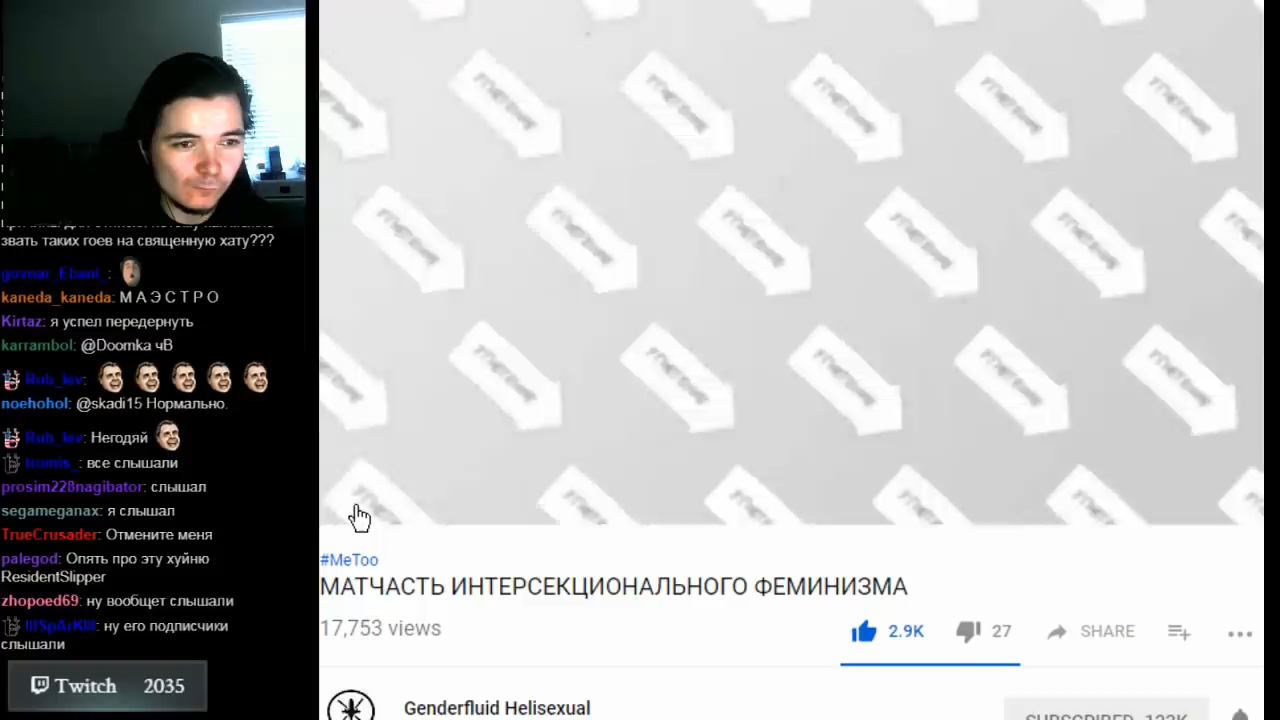 звать таких гоев на священную хату???
kaneda_kaneda: М А Э С Т Р О
Kirtaz: я успел передернуть
karrambol: @Doomka чВ
Rub_lev:
noehohol: @skadi15 Нормально.
Rub_lev: Негодяй
все слышали
prosim228nagibator: слышал
segameganax: я слышал
TrueCrusader: Отмените меня
palegod: Опять про эту хуйню
ResidentSlipper
zhopoed69: ну вообщет слышали
ну его подписчики
слышали
Twitch 2035
#MeToo
МАТЧАСТЬ ИНТЕРСЕКЦИОНАЛЬНОГО ФЕМИНИЗМА
17,753 views
2.9K 27 SHARE
Genderfluid Helisexual
SUBSCRIBED